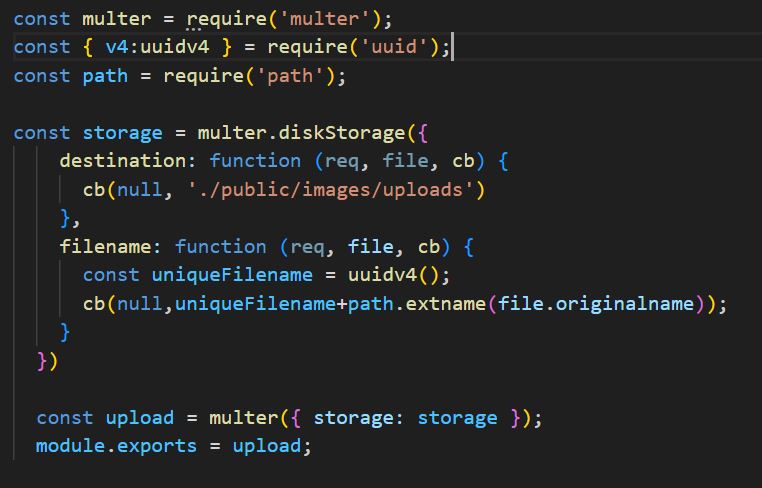 const multer = require('multer');
const { v4:uuidv4 } = require('uuid');
const path = require('path');

const storage = multer.diskStorage({
    destination: function (req, file, cb) {
      cb(null, './public/images/uploads')
    },
    filename: function (req, file, cb) {
      const uniqueFilename = uuidv4();
      cb(null,uniqueFilename+path.extname(file.originalname));
    }
  })

  const upload = multer({ storage: storage });
  module.exports = upload;